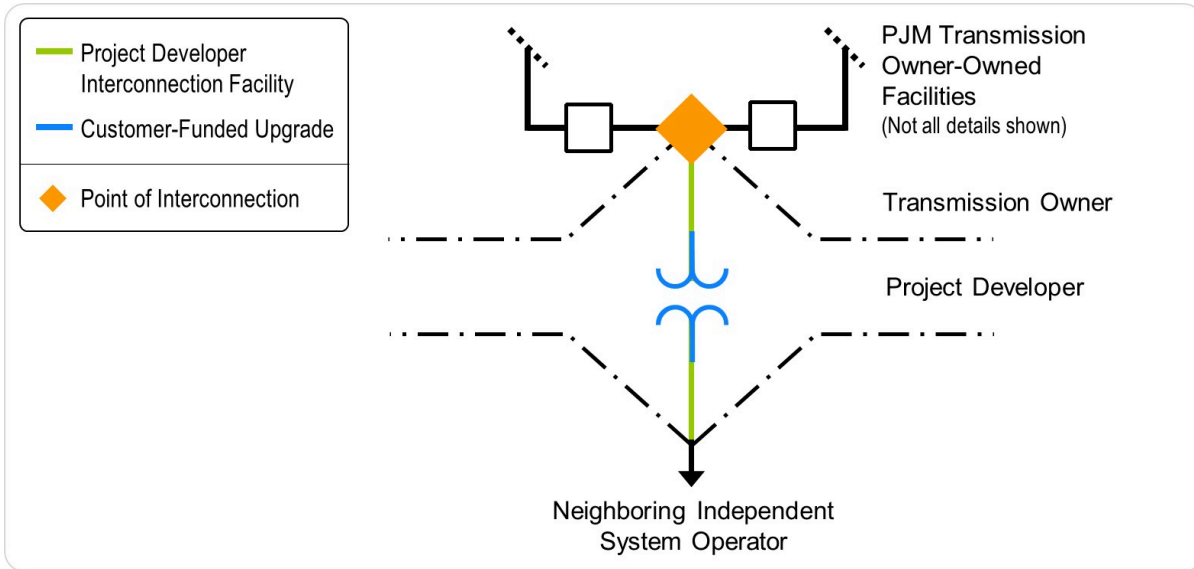 Project Developer
Interconnection Facility
Customer-Funded Upgrade
Point of Interconnection
PJM Transmission
Owner-Owned
Facilities
(Not all details shown)
Transmission Owner
Project Developer
Neighboring Independent
System Operator